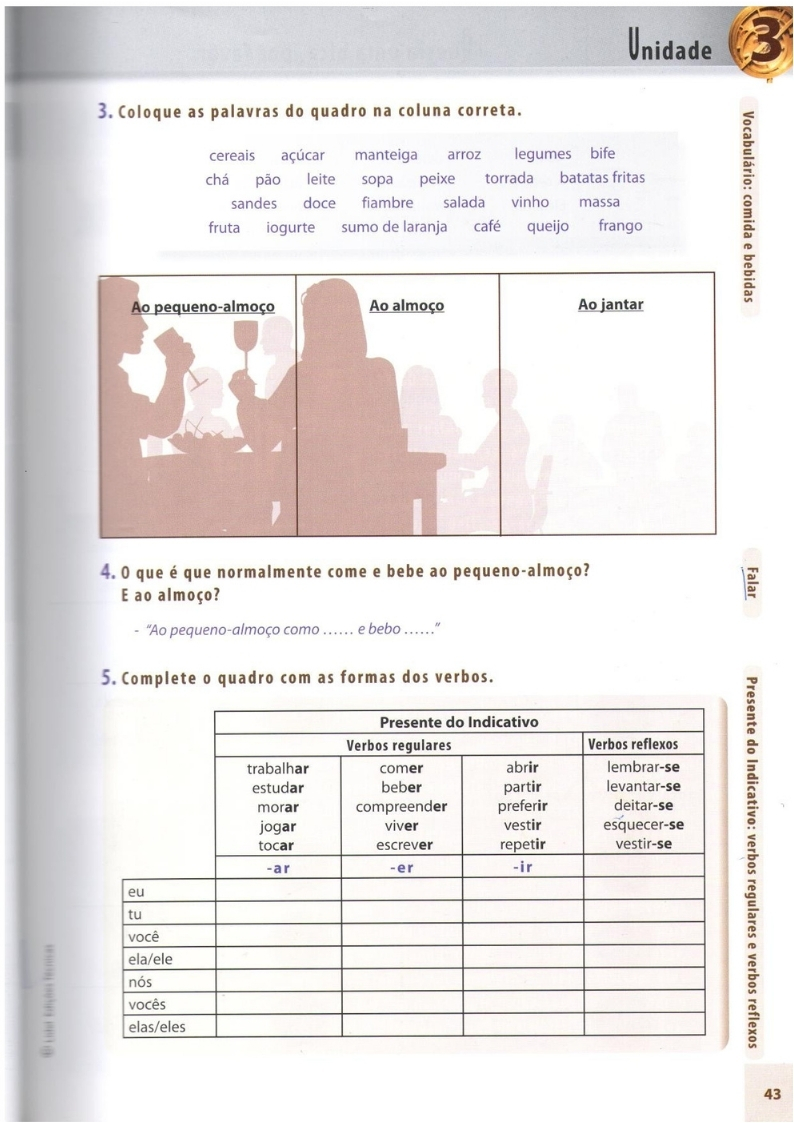 Unidade 3
3. Coloque as palavras do quadro na coluna correta.
cereais açúcar manteiga arroz legumes bife
chá pão leite sopa peixe torrada batatas fritas
sandes doce fiambre salada vinho massa
fruta iogurte sumo de laranja café queijo frango
Vocabulário: comida e bebidas
Ao pequeno-almoço Ao almoço Ao jantar
4. O que é que normalmente come e bebe ao pequeno-almoço?
E ao almoço?
- “Ao pequeno-almoço como ...... e bebo ......”
Falar
5. Complete o quadro com as formas dos verbos.
Presente do Indicativo
Verbos regulares Verbos reflexos
trabalhar comer abrir lembrar-se
estudar beber partir levantar-se
morar compreender preferir deitar-se
jogar viver vestir esquecer-se
tocar escrever repetir vestir-se
-ar -er -ir
eu
tu
você
ela/ele
nós
vocês
elas/eles
Presente do Indicativo: verbos regulares e verbos reflexos
© Lidel Edições Técnicas
43